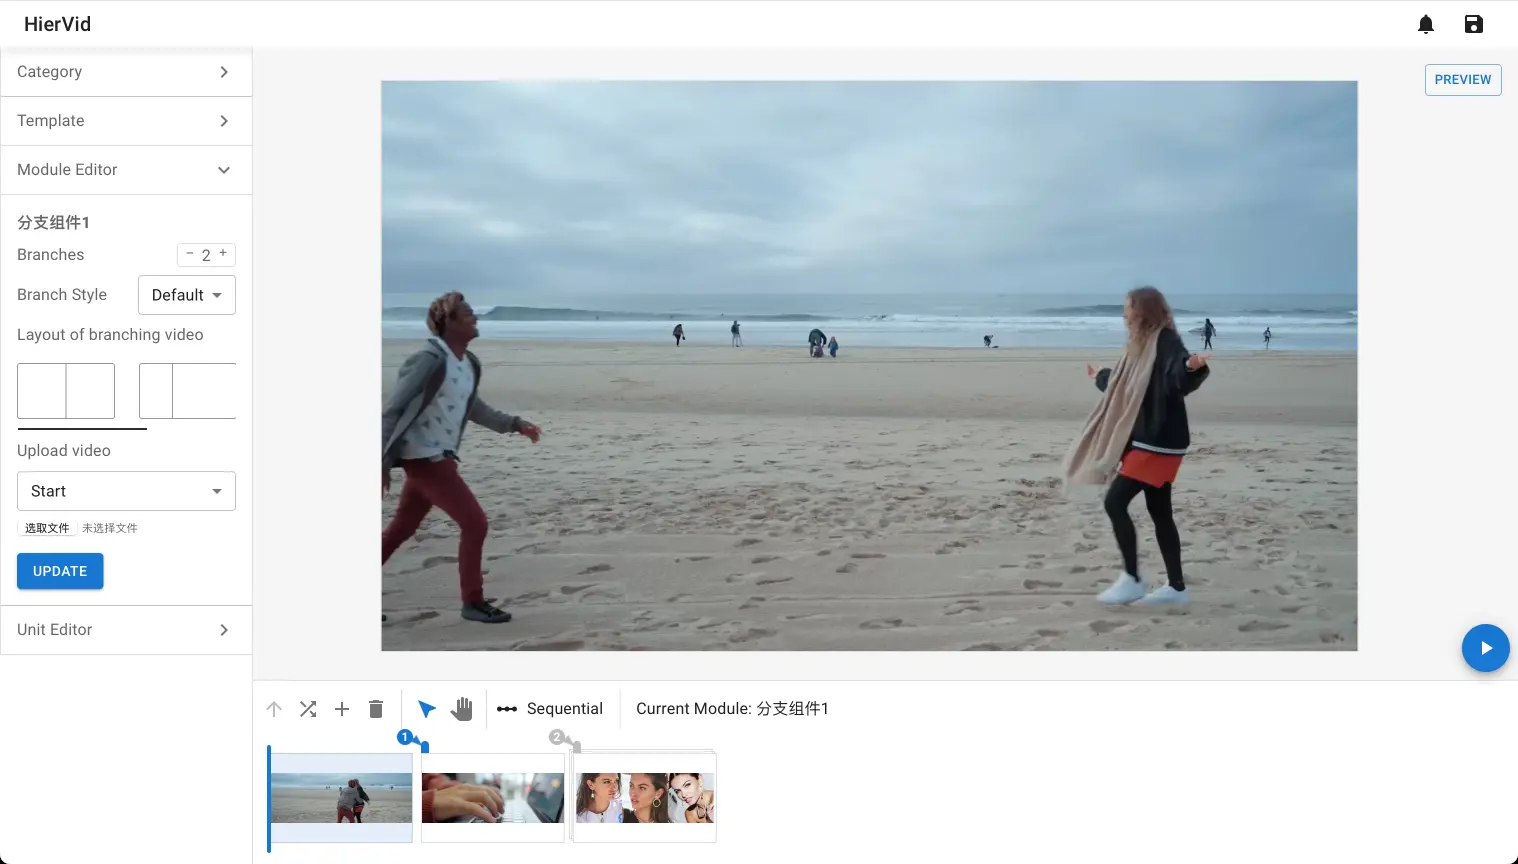 HierVid
Category
PREVIEW
Template
Module Editor
分支组件1
Branches
− 2 +
Branch Style
Default
Layout of branching video
Upload video
Start
选取文件 未选择文件
UPDATE
Unit Editor
Sequential
Current Module: 分支组件1
1
2